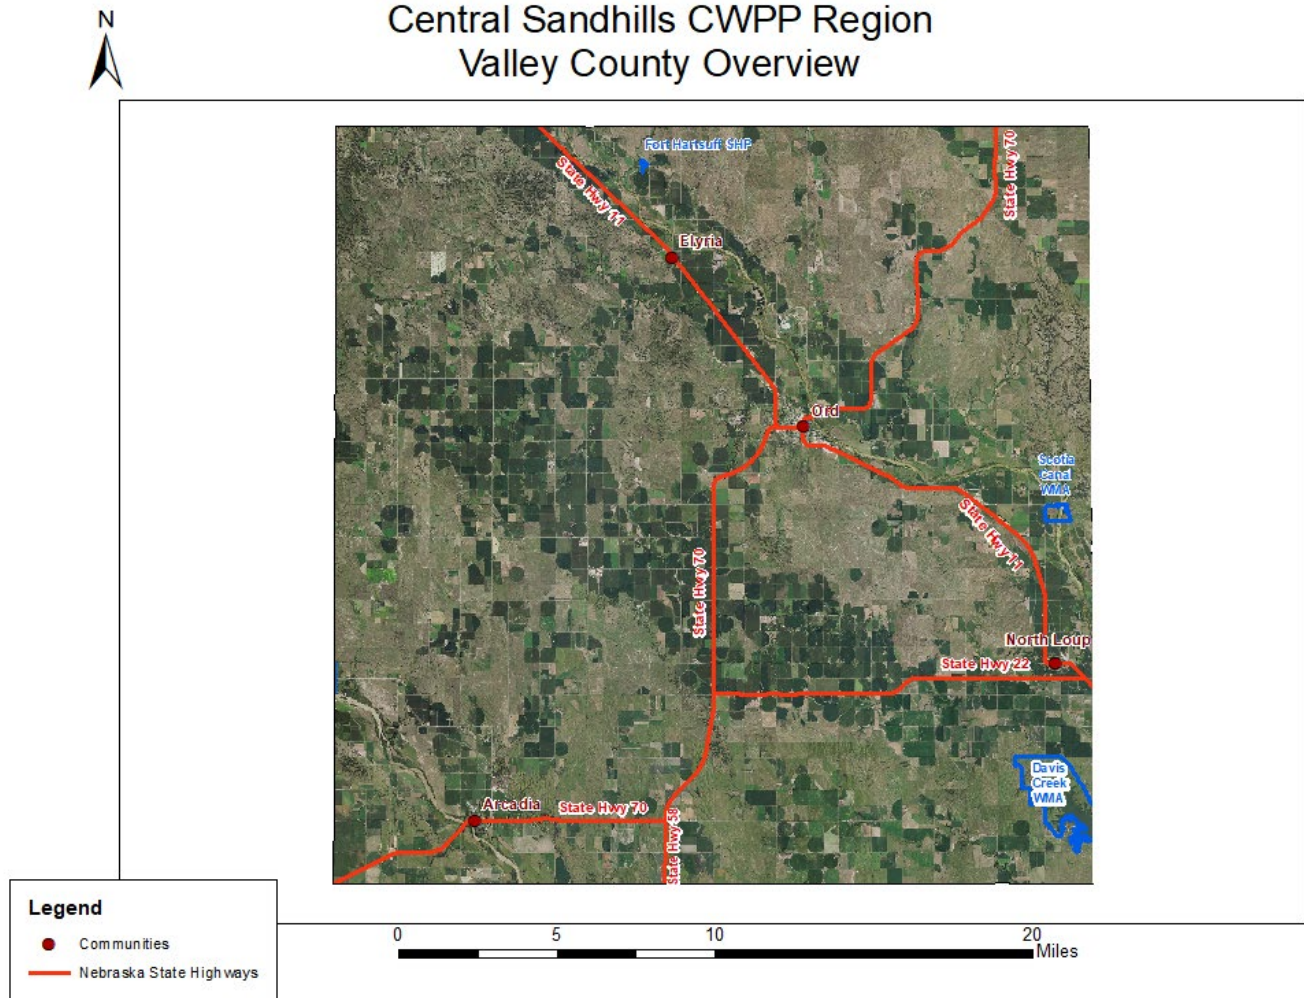 Central Sandhills CWPP Region
Valley County Overview
N
Fort Hartsuff SHP
State Hwy 70
State Hwy 11
Elyria
Ord
Scotia
Canal
WMA
State Hwy 11
State Hwy 70
North Loup
State Hwy 22
Davis
Creek
WMA
Arcadia
State Hwy 70
State Hwy 58
Legend
Communities
Nebraska State Highways
0
5
10
20
Miles